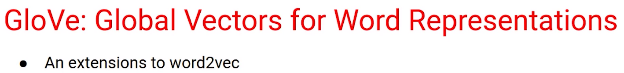 GloVe: Global Vectors for Word Representations
● An extensions to word2vec